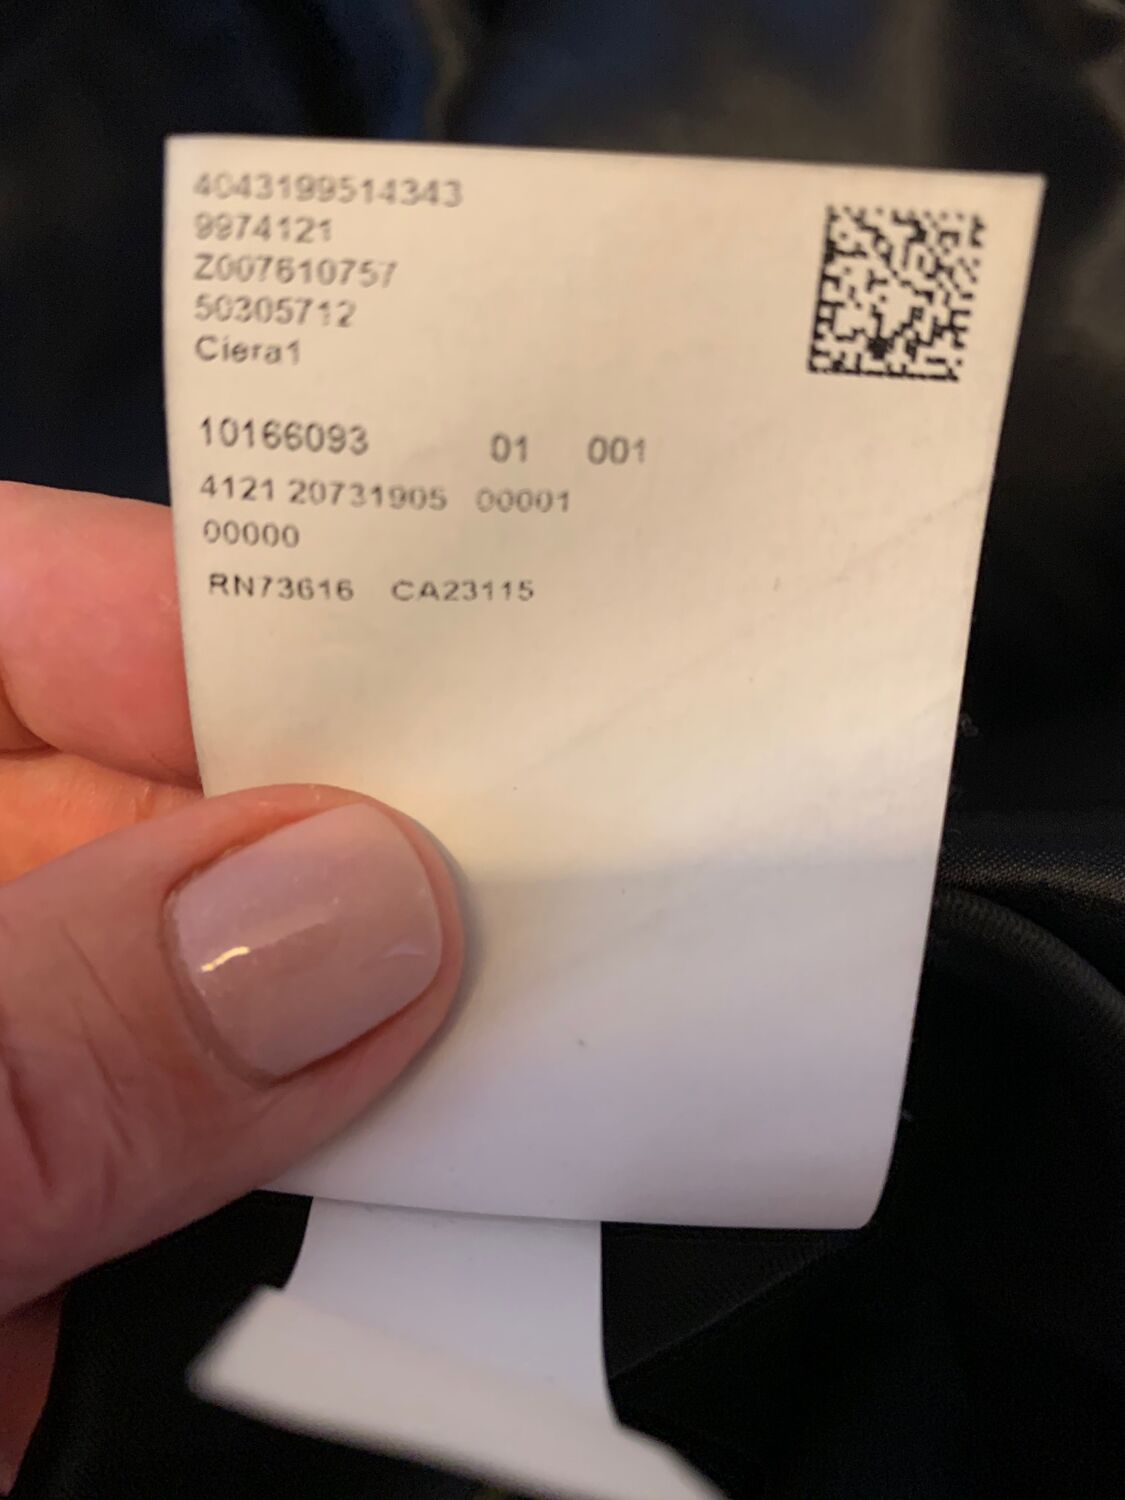 4043199514343
9974121
Z007610757
50305712
Ciera1
10166093 01 001
4121 20731905 00001
00000
RN73616 CA23115